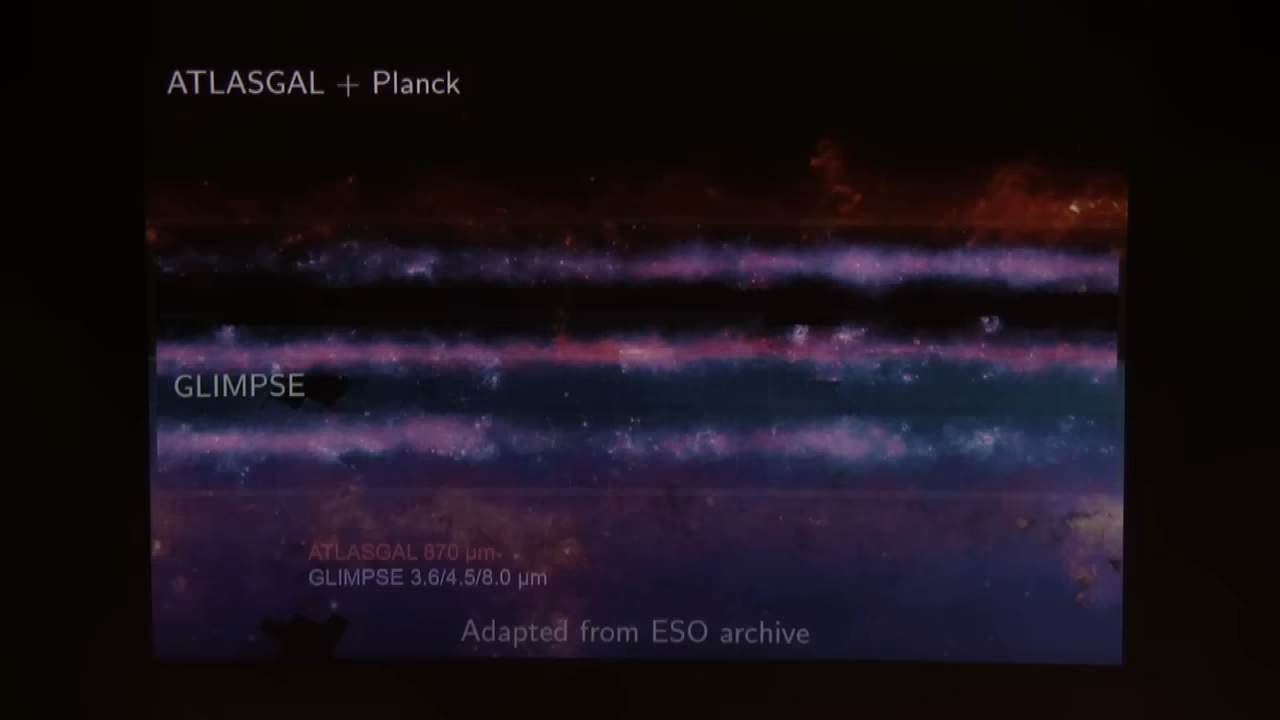 ATLASGAL + Planck
GLIMPSE
ATLASGAL 870 µm
GLIMPSE 3.6/4.5/8.0 µm
Adapted from ESO archive